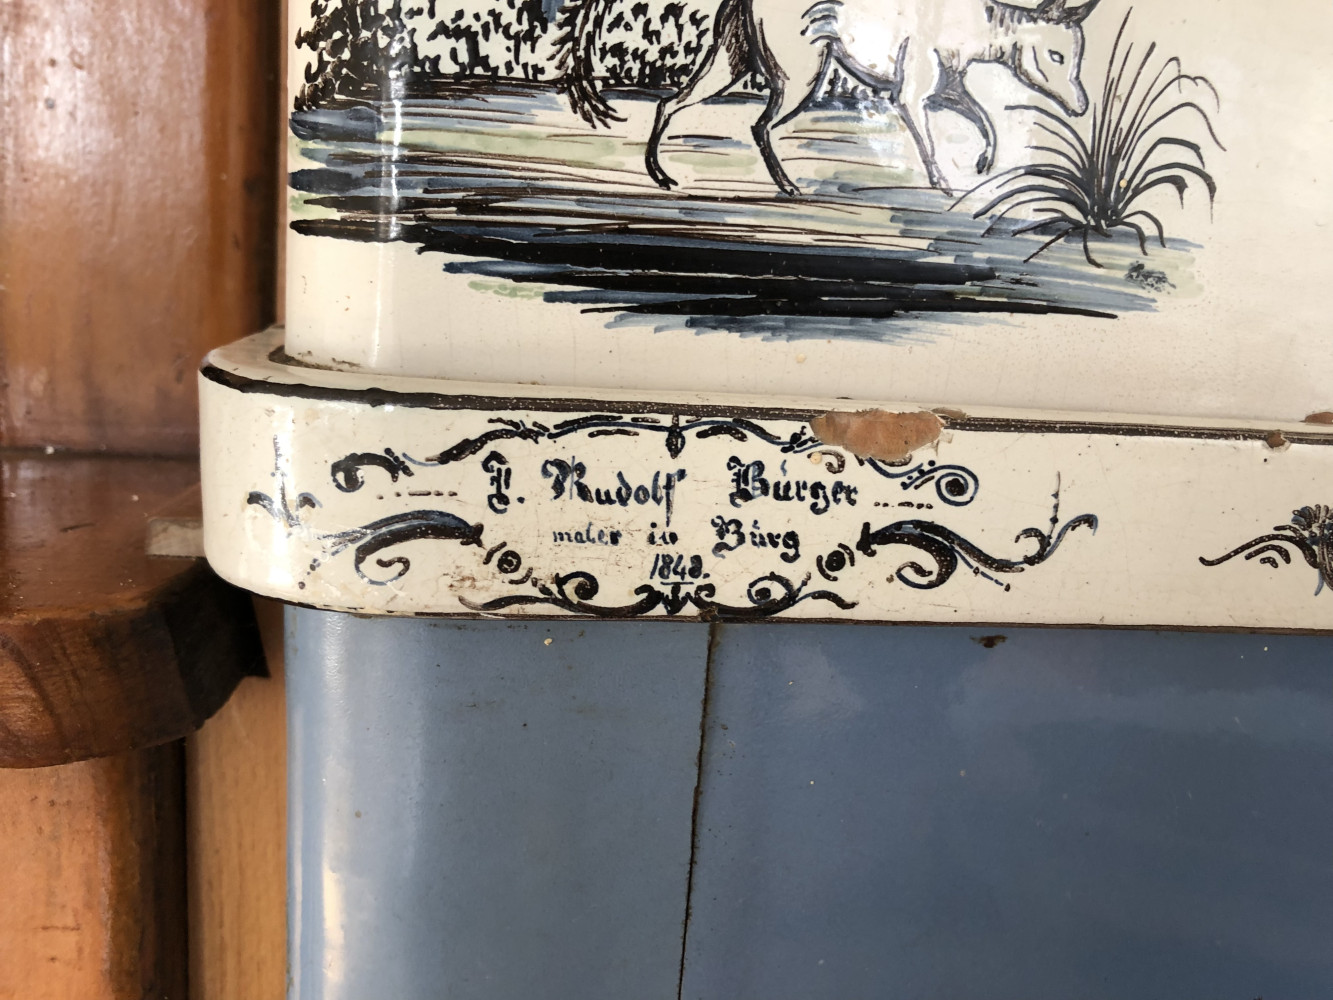 J. Rudolf Bürger
maler in Bürg
1848.